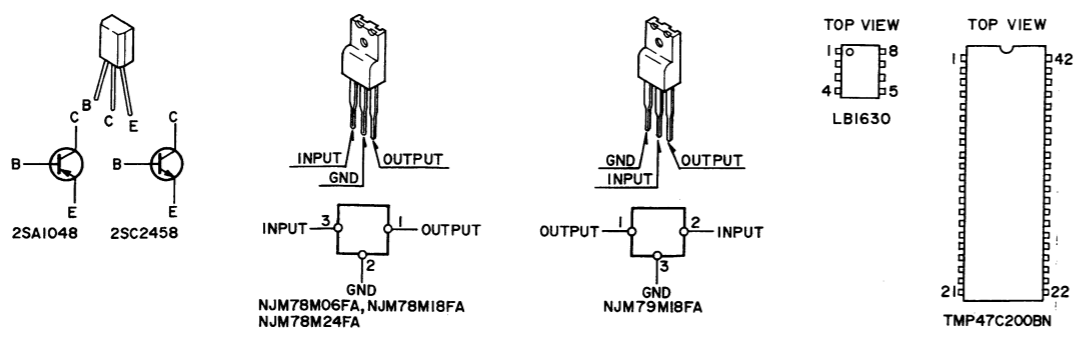 B
C
E
C
B
E
2SA1048
C
B
E
2SC2458
INPUT
OUTPUT
GND
INPUT 3
1 OUTPUT
2
GND
NJM78M06FA, NJM78M18FA
NJM78M24FA
GND
OUTPUT
INPUT
OUTPUT 1
2 INPUT
3
GND
NJM79M18FA
TOP VIEW
1 8
4 5
LB1630
TOP VIEW
1 42
21 22
TMP47C200BN